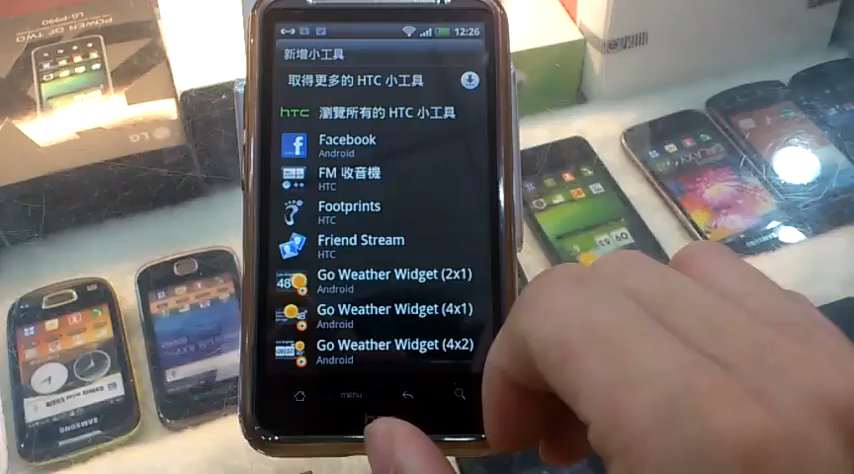 LG-P990
POWER OF TWO
LG
12:26
新增小工具
取得更多的 HTC 小工具
hTC 瀏覽所有的 HTC 小工具
Facebook
Android
FM 收音機
HTC
Footprints
HTC
Friend Stream
HTC
Go Weather Widget (2x1)
Android
Go Weather Widget (4x1)
Android
Go Weather Widget (4x2)
Android
menu
SAMSUNG